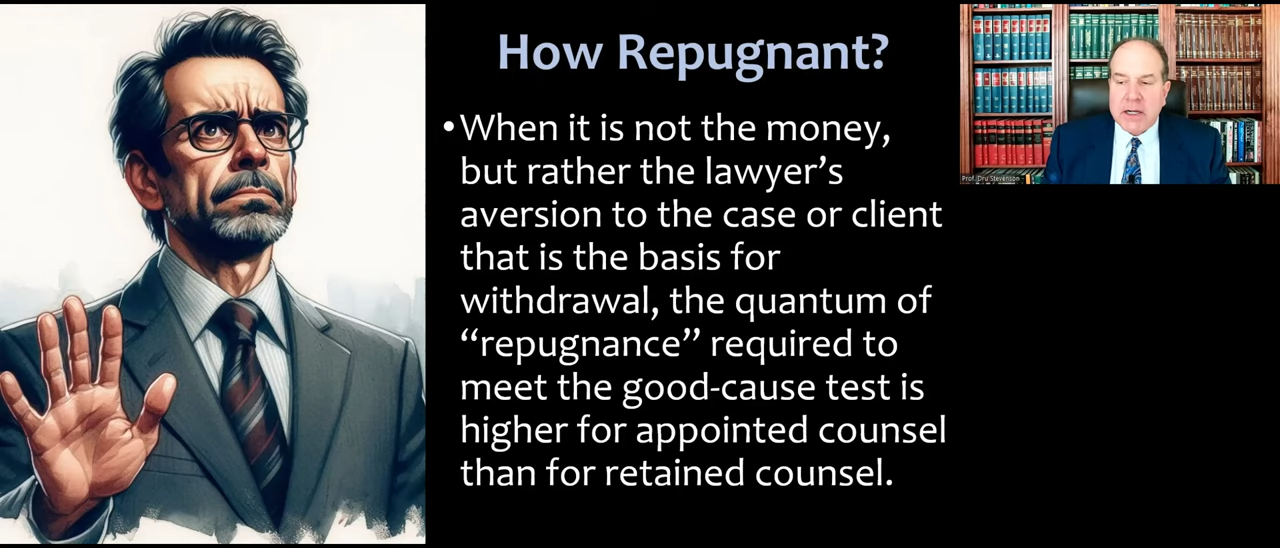 How Repugnant?
•When it is not the money,
but rather the lawyer’s
aversion to the case or client
that is the basis for
withdrawal, the quantum of
“repugnance” required to
meet the good-cause test is
higher for appointed counsel
than for retained counsel.
Prof. Dru Stevenson